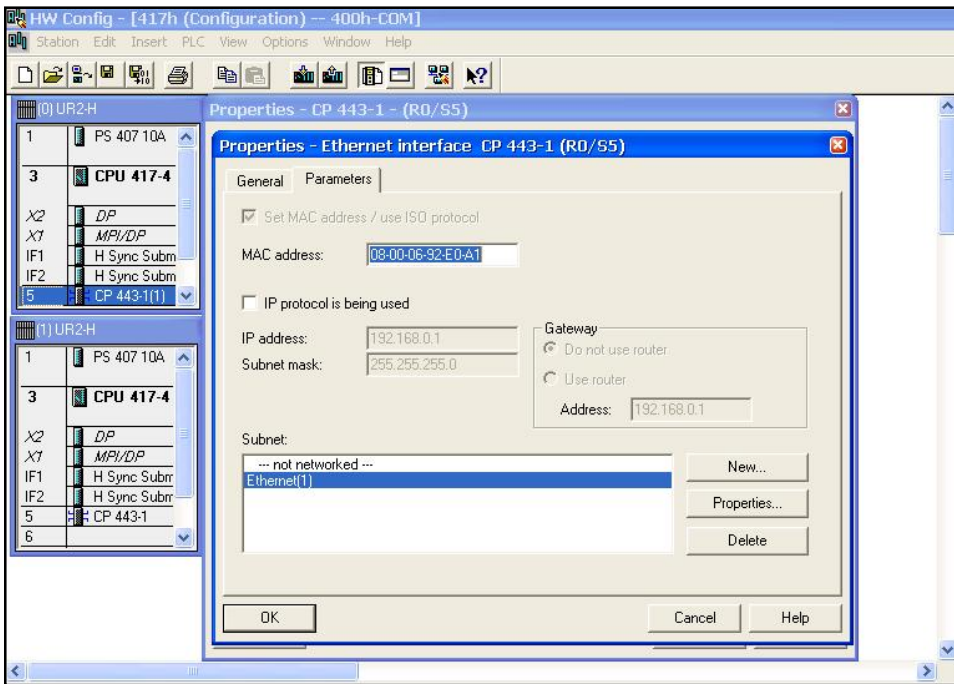 HW Config - [417h (Configuration) -- 400h-COM]
Station Edit Insert PLC View Options Window Help
(0) UR2-H
1 PS 407 10A
3 CPU 417-4
X2 DP
X1 MPI/DP
IF1 H Sync Subm
IF2 H Sync Subm
5 CP 443-1(1)
(1) UR2-H
1 PS 407 10A
3 CPU 417-4
X2 DP
X1 MPI/DP
IF1 H Sync Subm
IF2 H Sync Subm
5 CP 443-1
6
Properties - CP 443-1 - (R0/S5)
Properties - Ethernet interface CP 443-1 (R0/S5)
General Parameters
Set MAC address / use ISO protocol
MAC address: 08-00-06-92-E0-A1
IP protocol is being used
IP address: 192.168.0.1
Subnet mask: 255.255.255.0
Gateway
Do not use router
Use router
Address: 192.168.0.1
Subnet:
--- not networked ---
Ethernet(1)
New...
Properties...
Delete
OK Cancel Help